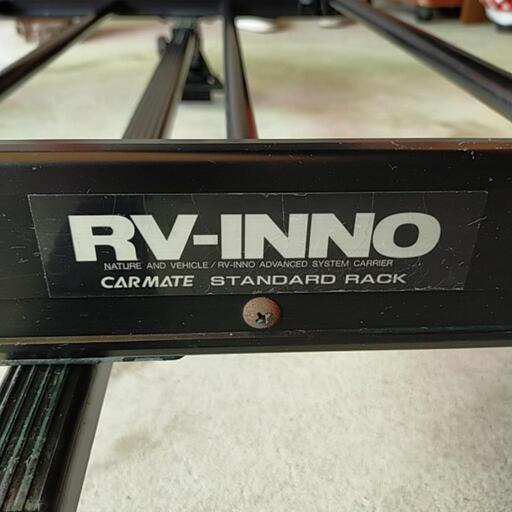 RV-INNO
NATURE AND VEHICLE / RV-INNO ADVANCED SYSTEM CARRIER
CARMATE STANDARD RACK